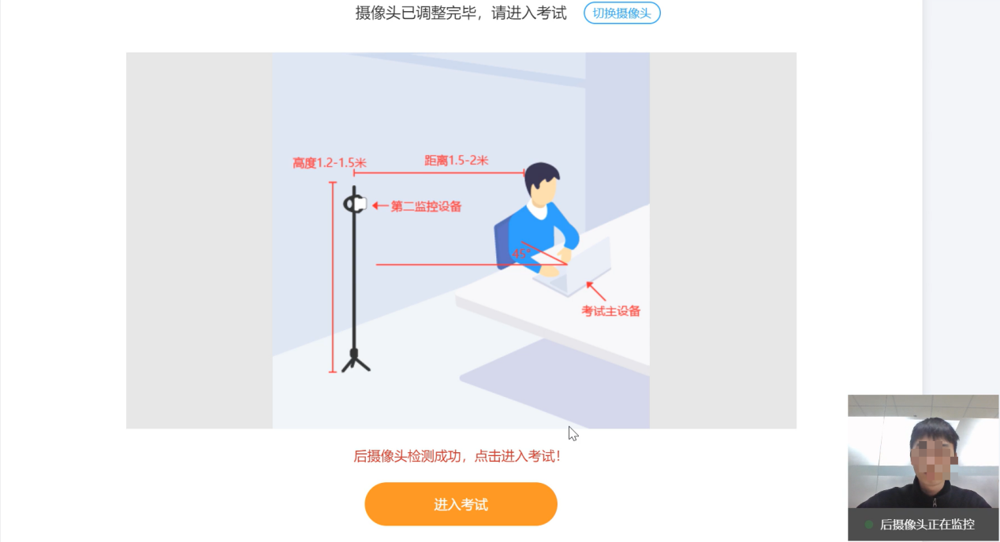 摄像头已调整完毕，请进入考试 切换摄像头
高度1.2-1.5米
距离1.5-2米
第二监控设备
45°
考试主设备
后摄像头检测成功，点击进入考试！
进入考试
后摄像头正在监控